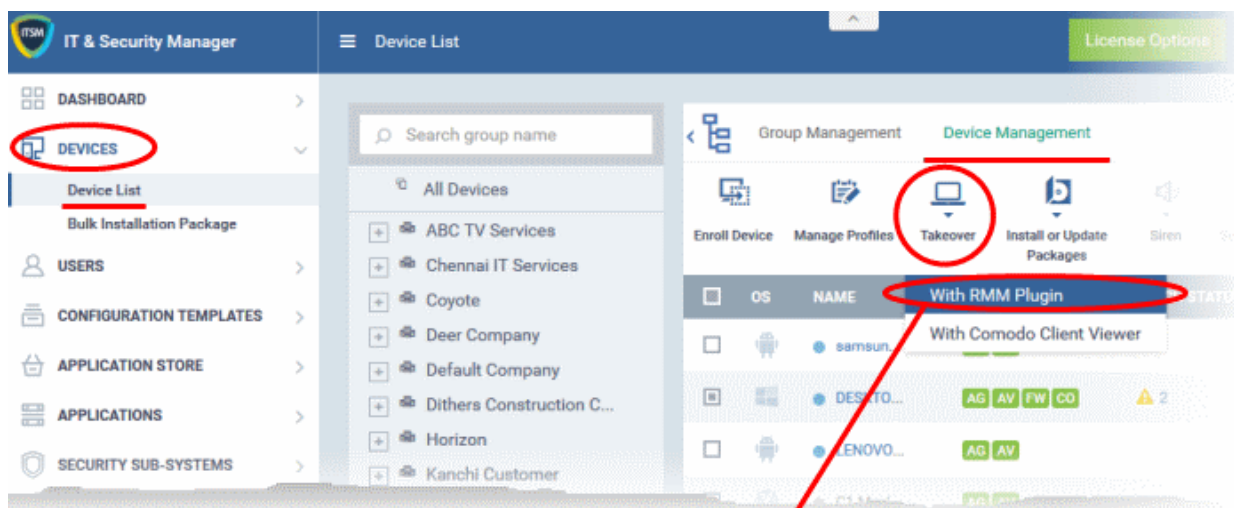 ITSM
IT & Security Manager
Device List
License Options
DASHBOARD
DEVICES
Device List
Bulk Installation Package
USERS
CONFIGURATION TEMPLATES
APPLICATION STORE
APPLICATIONS
SECURITY SUB-SYSTEMS
Search group name
All Devices
ABC TV Services
Chennai IT Services
Coyote
Deer Company
Default Company
Dithers Construction C...
Horizon
Kanchi Customer
Group Management
Device Management
Enroll Device
Manage Profiles
Takeover
Install or Update
Packages
Siren
With RMM Plugin
With Comodo Client Viewer
OS
NAME
samsun...
DESKTO...
AG AV FW CO
2
LENOVO...
AG AV